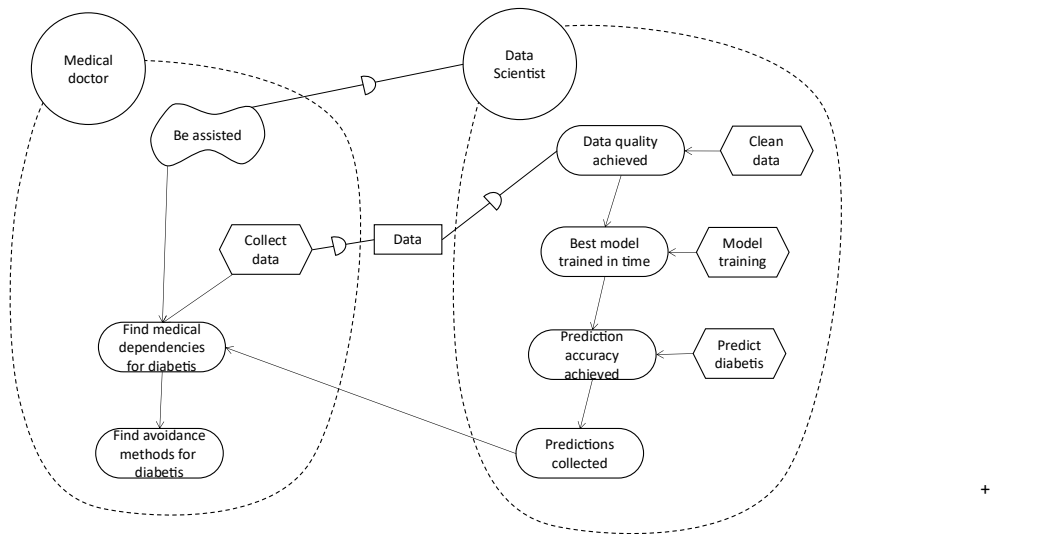 Medical
doctor
Data
Scientist
Be assisted
Data quality
achieved
Clean
data
Collect
data
Data
Best model
trained in time
Model
training
Find medical
dependencies
for diabetis
Prediction
accuracy
achieved
Predict
diabetis
Find avoidance
methods for
diabetis
Predictions
collected
+